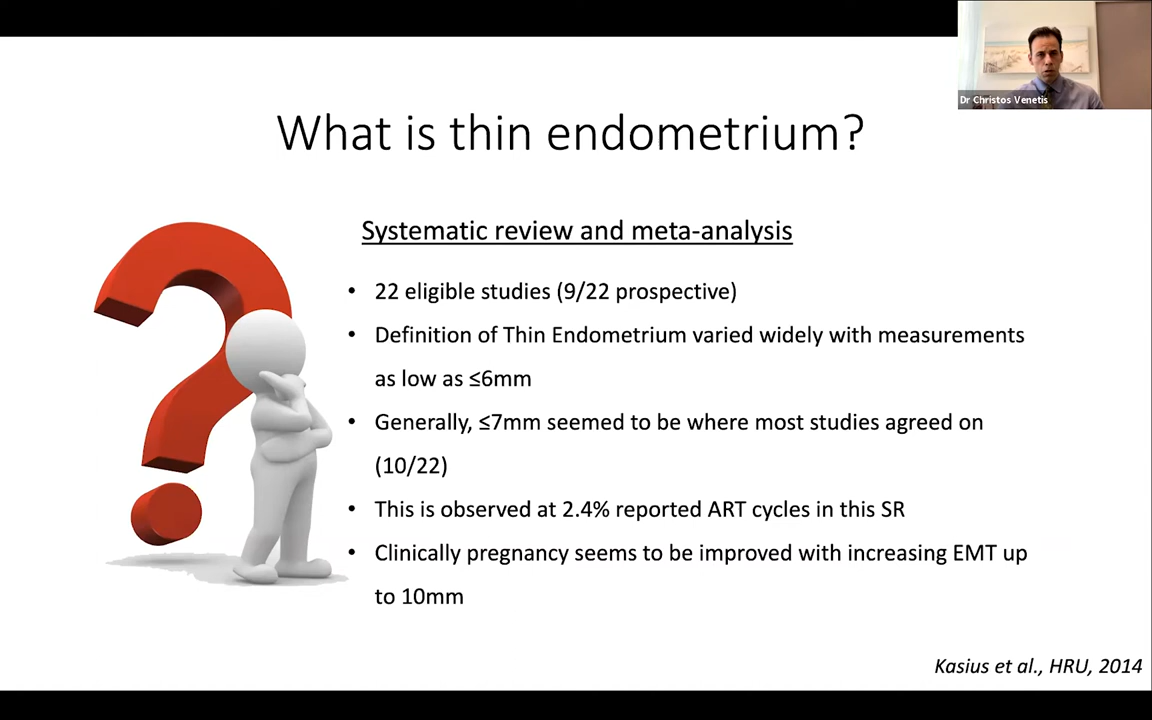 Dr Christos Venetis
What is thin endometrium?
Systematic review and meta-analysis
• 22 eligible studies (9/22 prospective)
• Definition of Thin Endometrium varied widely with measurements
as low as ≤6mm
• Generally, ≤7mm seemed to be where most studies agreed on
(10/22)
• This is observed at 2.4% reported ART cycles in this SR
• Clinically pregnancy seems to be improved with increasing EMT up
to 10mm
Kasius et al., HRU, 2014